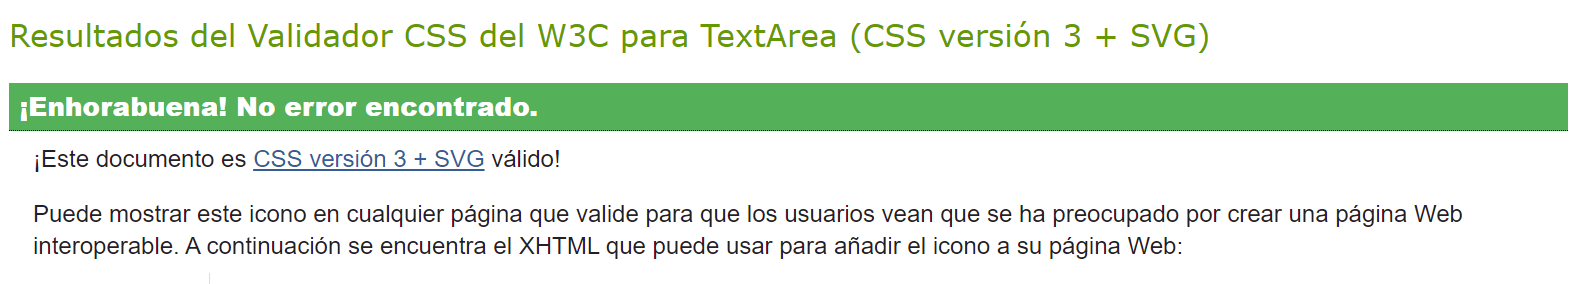 Resultados del Validador CSS del W3C para TextArea (CSS versión 3 + SVG)
¡Enhorabuena! No error encontrado.
¡Este documento es CSS versión 3 + SVG válido!
Puede mostrar este icono en cualquier página que valide para que los usuarios vean que se ha preocupado por crear una página Web
interoperable. A continuación se encuentra el XHTML que puede usar para añadir el icono a su página Web: